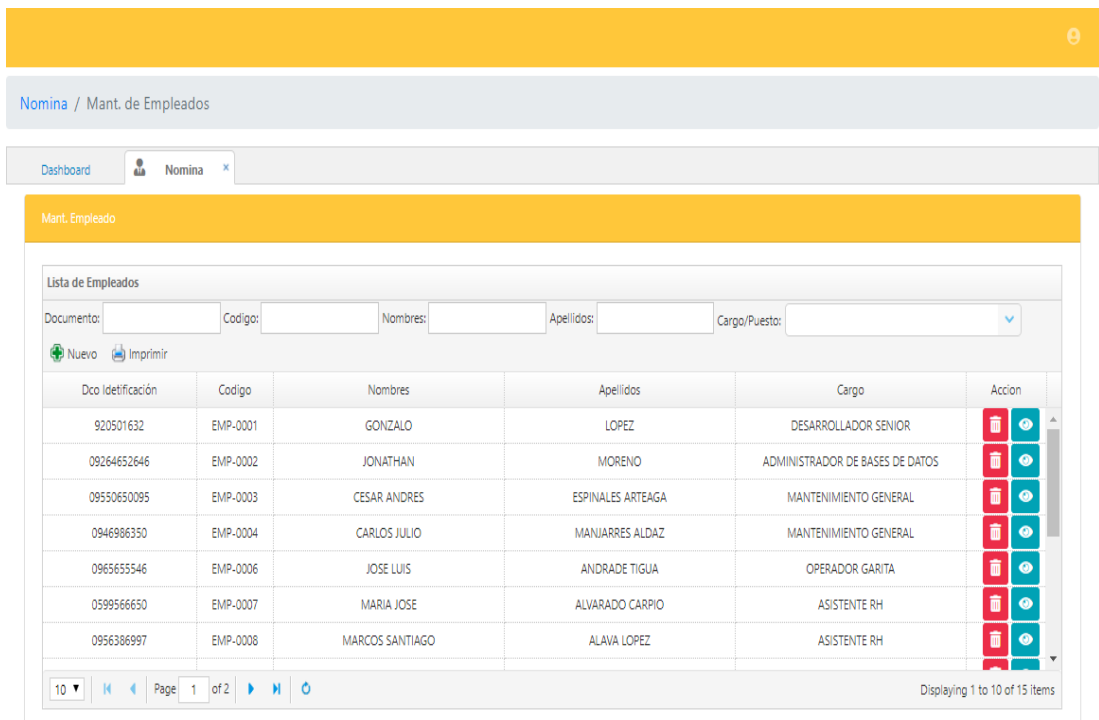 Nomina / Mant. de Empleados
Dashboard Nomina ×
Mant. Empleado
Lista de Empleados
Documento: Codigo: Nombres: Apellidos: Cargo/Puesto:
Nuevo Imprimir
Dco Idetificación Codigo Nombres Apellidos Cargo Accion
920501632 EMP-0001 GONZALO LOPEZ DESARROLLADOR SENIOR
09264652646 EMP-0002 JONATHAN MORENO ADMINISTRADOR DE BASES DE DATOS
09550650095 EMP-0003 CESAR ANDRES ESPINALES ARTEAGA MANTENIMIENTO GENERAL
0946986350 EMP-0004 CARLOS JULIO MANJARRES ALDAZ MANTENIMIENTO GENERAL
0965655546 EMP-0006 JOSE LUIS ANDRADE TIGUA OPERADOR GARITA
0599566650 EMP-0007 MARIA JOSE ALVARADO CARPIO ASISTENTE RH
0956386997 EMP-0008 MARCOS SANTIAGO ALAVA LOPEZ ASISTENTE RH
10 Page 1 of 2 Displaying 1 to 10 of 15 items